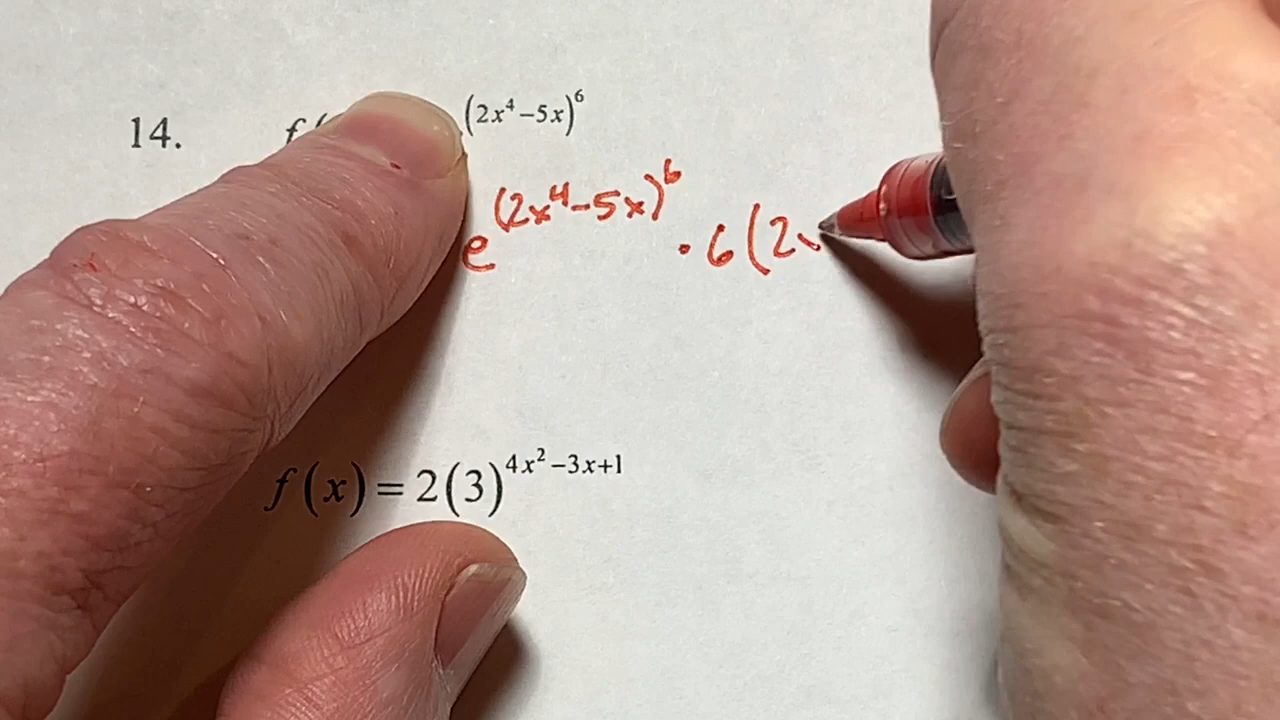 14. f( (2x⁴−5x)⁶
e^(2x⁴-5x)⁶ · 6(2
f(x) = 2(3)^4x²−3x+1